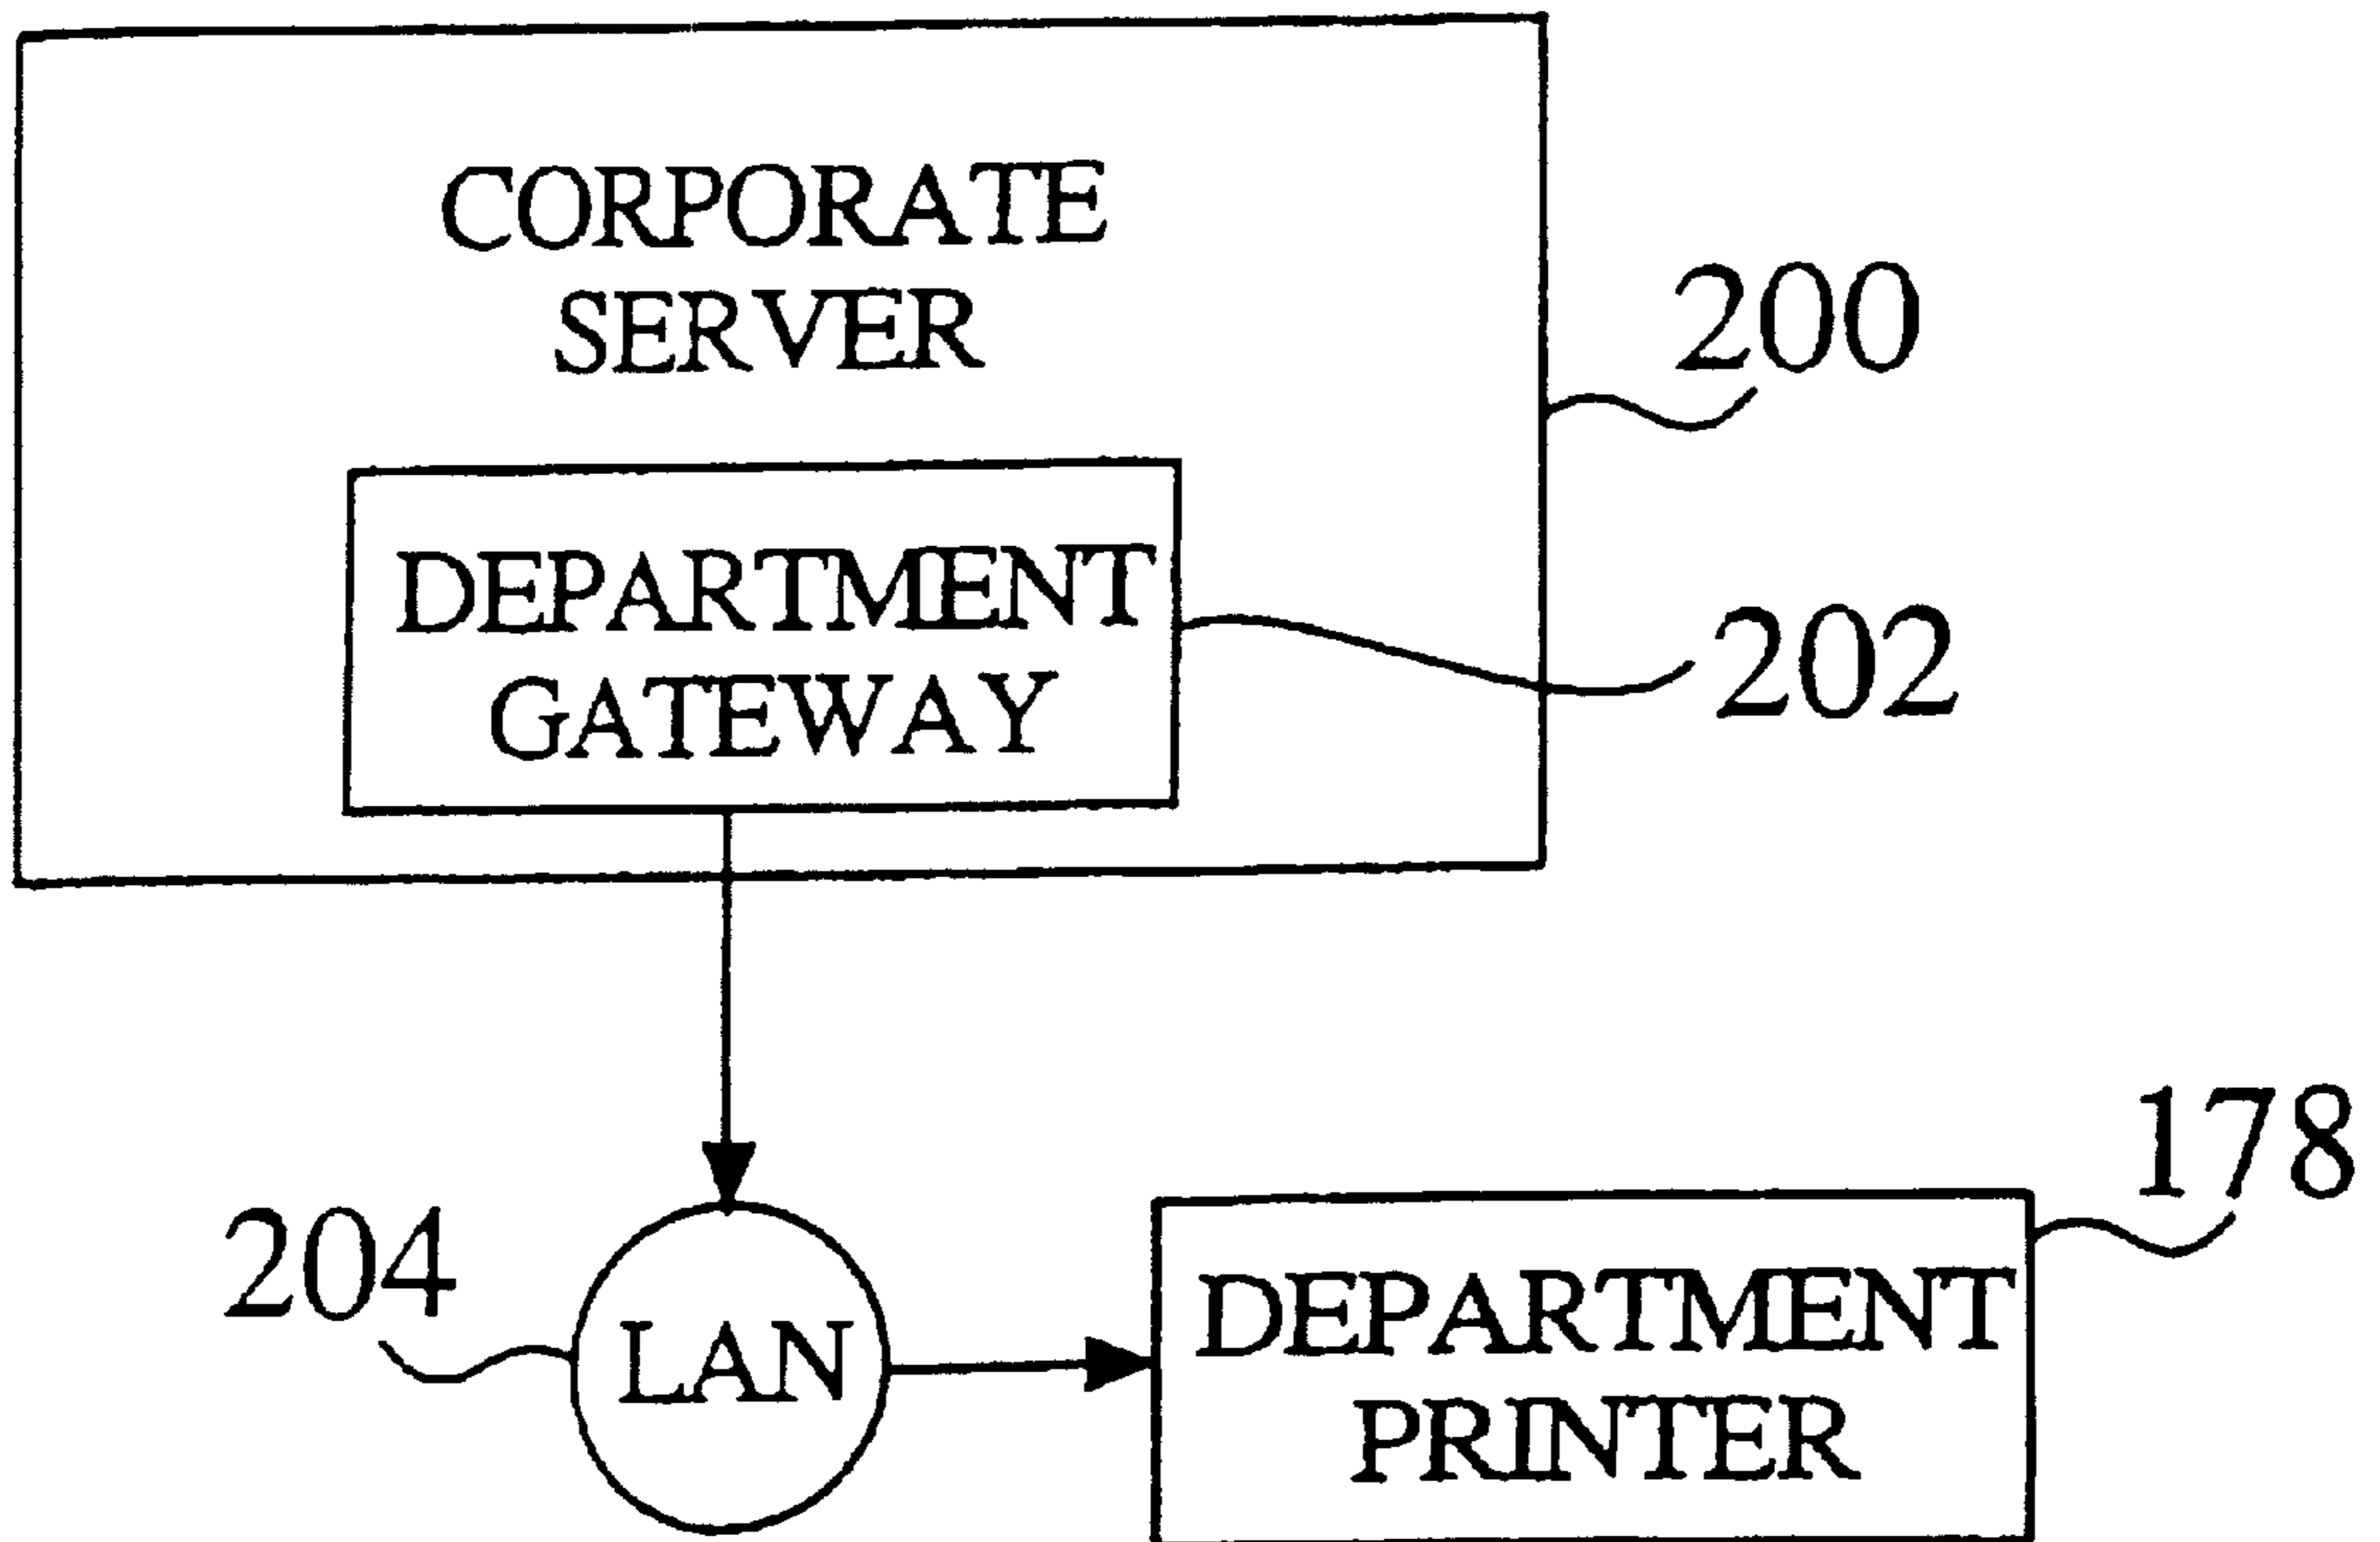 CORPORATE
SERVER
200
DEPARTMENT
GATEWAY
202
178
204
LAN
DEPARTMENT
PRINTER